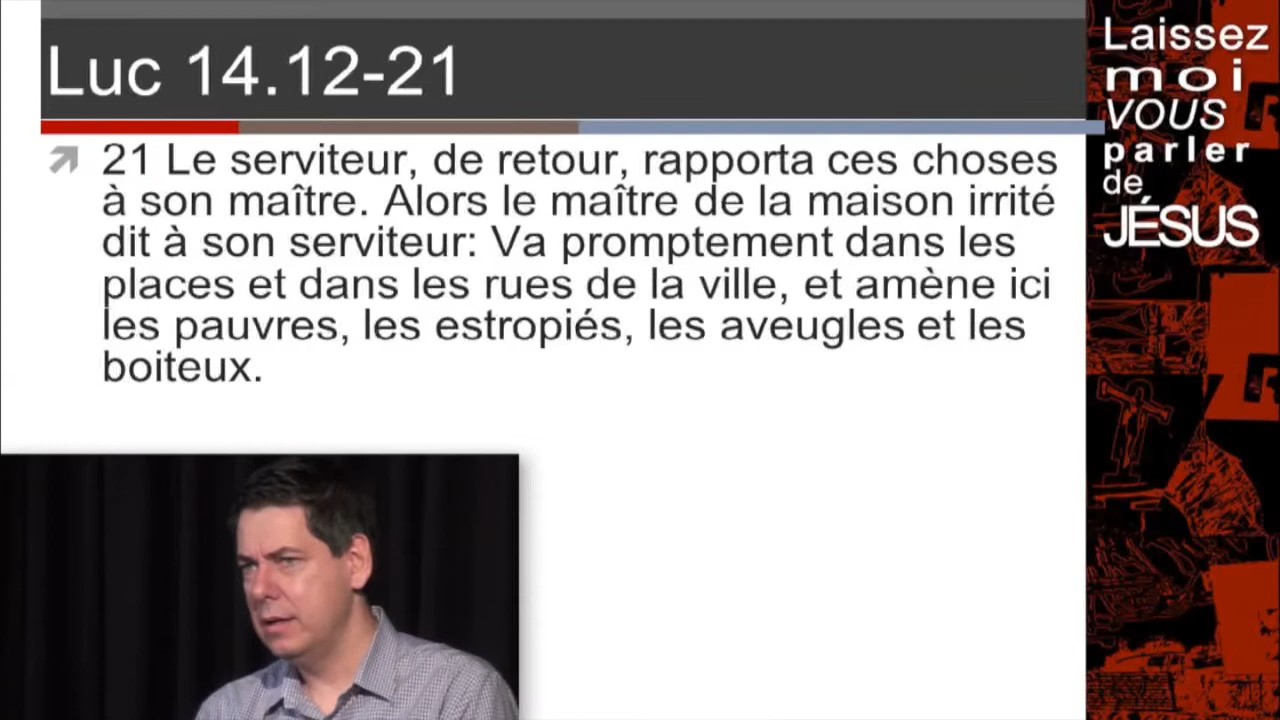 Luc 14.12-21
21 Le serviteur, de retour, rapporta ces choses
à son maître. Alors le maître de la maison irrité
dit à son serviteur: Va promptement dans les
places et dans les rues de la ville, et amène ici
les pauvres, les estropiés, les aveugles et les
boiteux.
Laissez
moi
VOUS
parler
de
JÉSUS